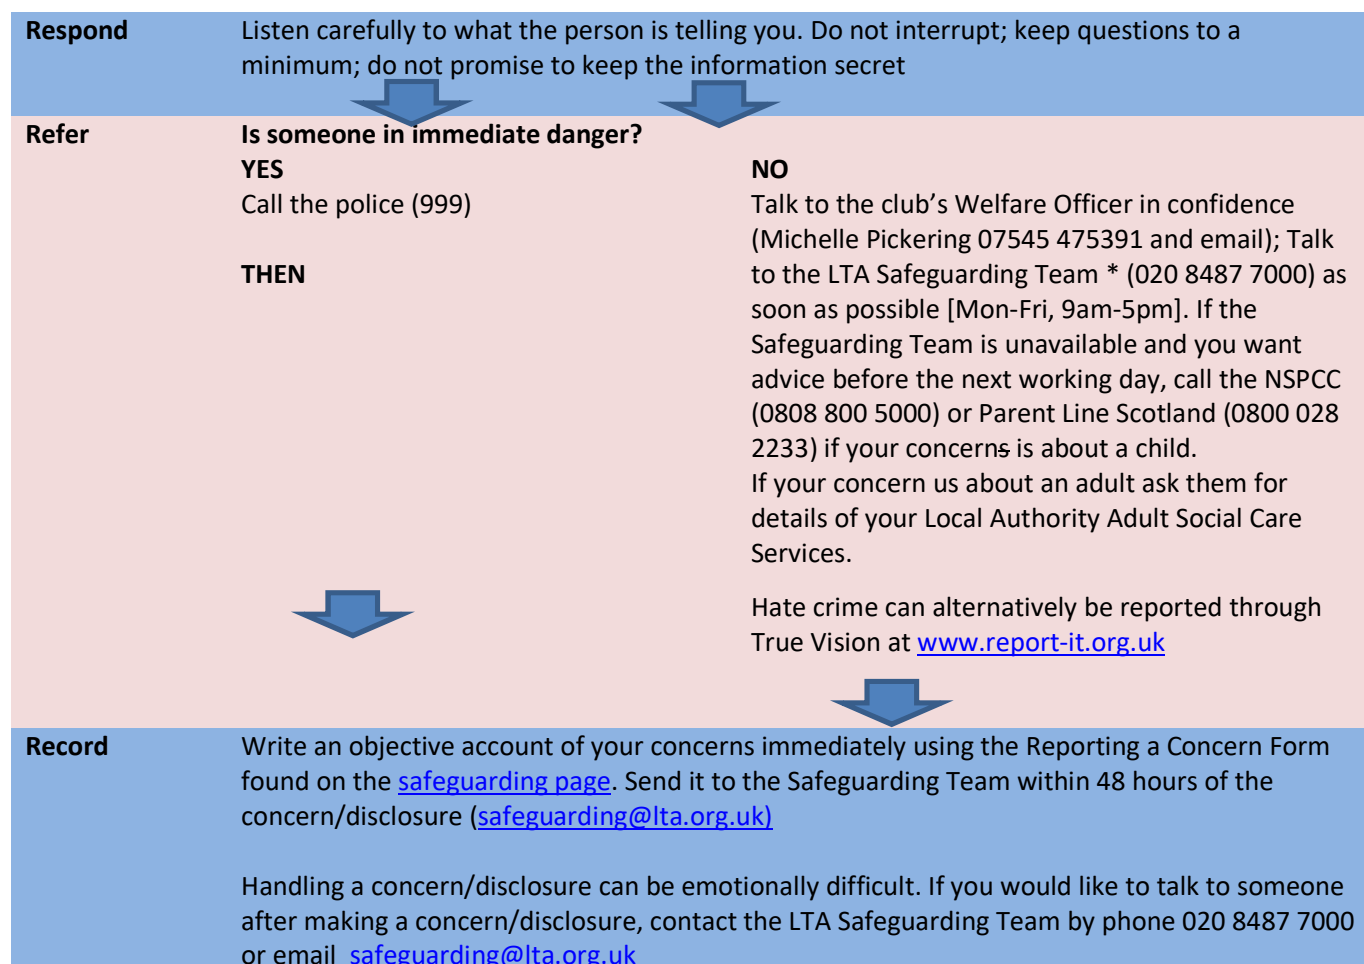 Respond
Listen carefully to what the person is telling you. Do not interrupt; keep questions to a
minimum; do not promise to keep the information secret
Refer
Is someone in immediate danger?
YES
Call the police (999)
THEN
NO
Talk to the club’s Welfare Officer in confidence
(Michelle Pickering 07545 475391 and email); Talk
to the LTA Safeguarding Team * (020 8487 7000) as
soon as possible [Mon-Fri, 9am-5pm]. If the
Safeguarding Team is unavailable and you want
advice before the next working day, call the NSPCC
(0808 800 5000) or Parent Line Scotland (0800 028
2233) if your concerns is about a child.
If your concern us about an adult ask them for
details of your Local Authority Adult Social Care
Services.
Hate crime can alternatively be reported through
True Vision at www.report-it.org.uk
Record
Write an objective account of your concerns immediately using the Reporting a Concern Form
found on the safeguarding page. Send it to the Safeguarding Team within 48 hours of the
concern/disclosure (safeguarding@lta.org.uk)
Handling a concern/disclosure can be emotionally difficult. If you would like to talk to someone
after making a concern/disclosure, contact the LTA Safeguarding Team by phone 020 8487 7000
or email safeguarding@lta.org.uk